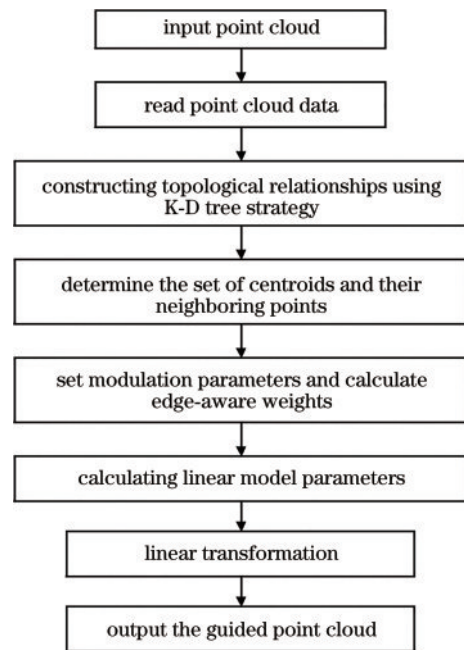 input point cloud
read point cloud data
constructing topological relationships using
K-D tree strategy
determine the set of centroids and their
neighboring points
set modulation parameters and calculate
edge-aware weights
calculating linear model parameters
linear transformation
output the guided point cloud